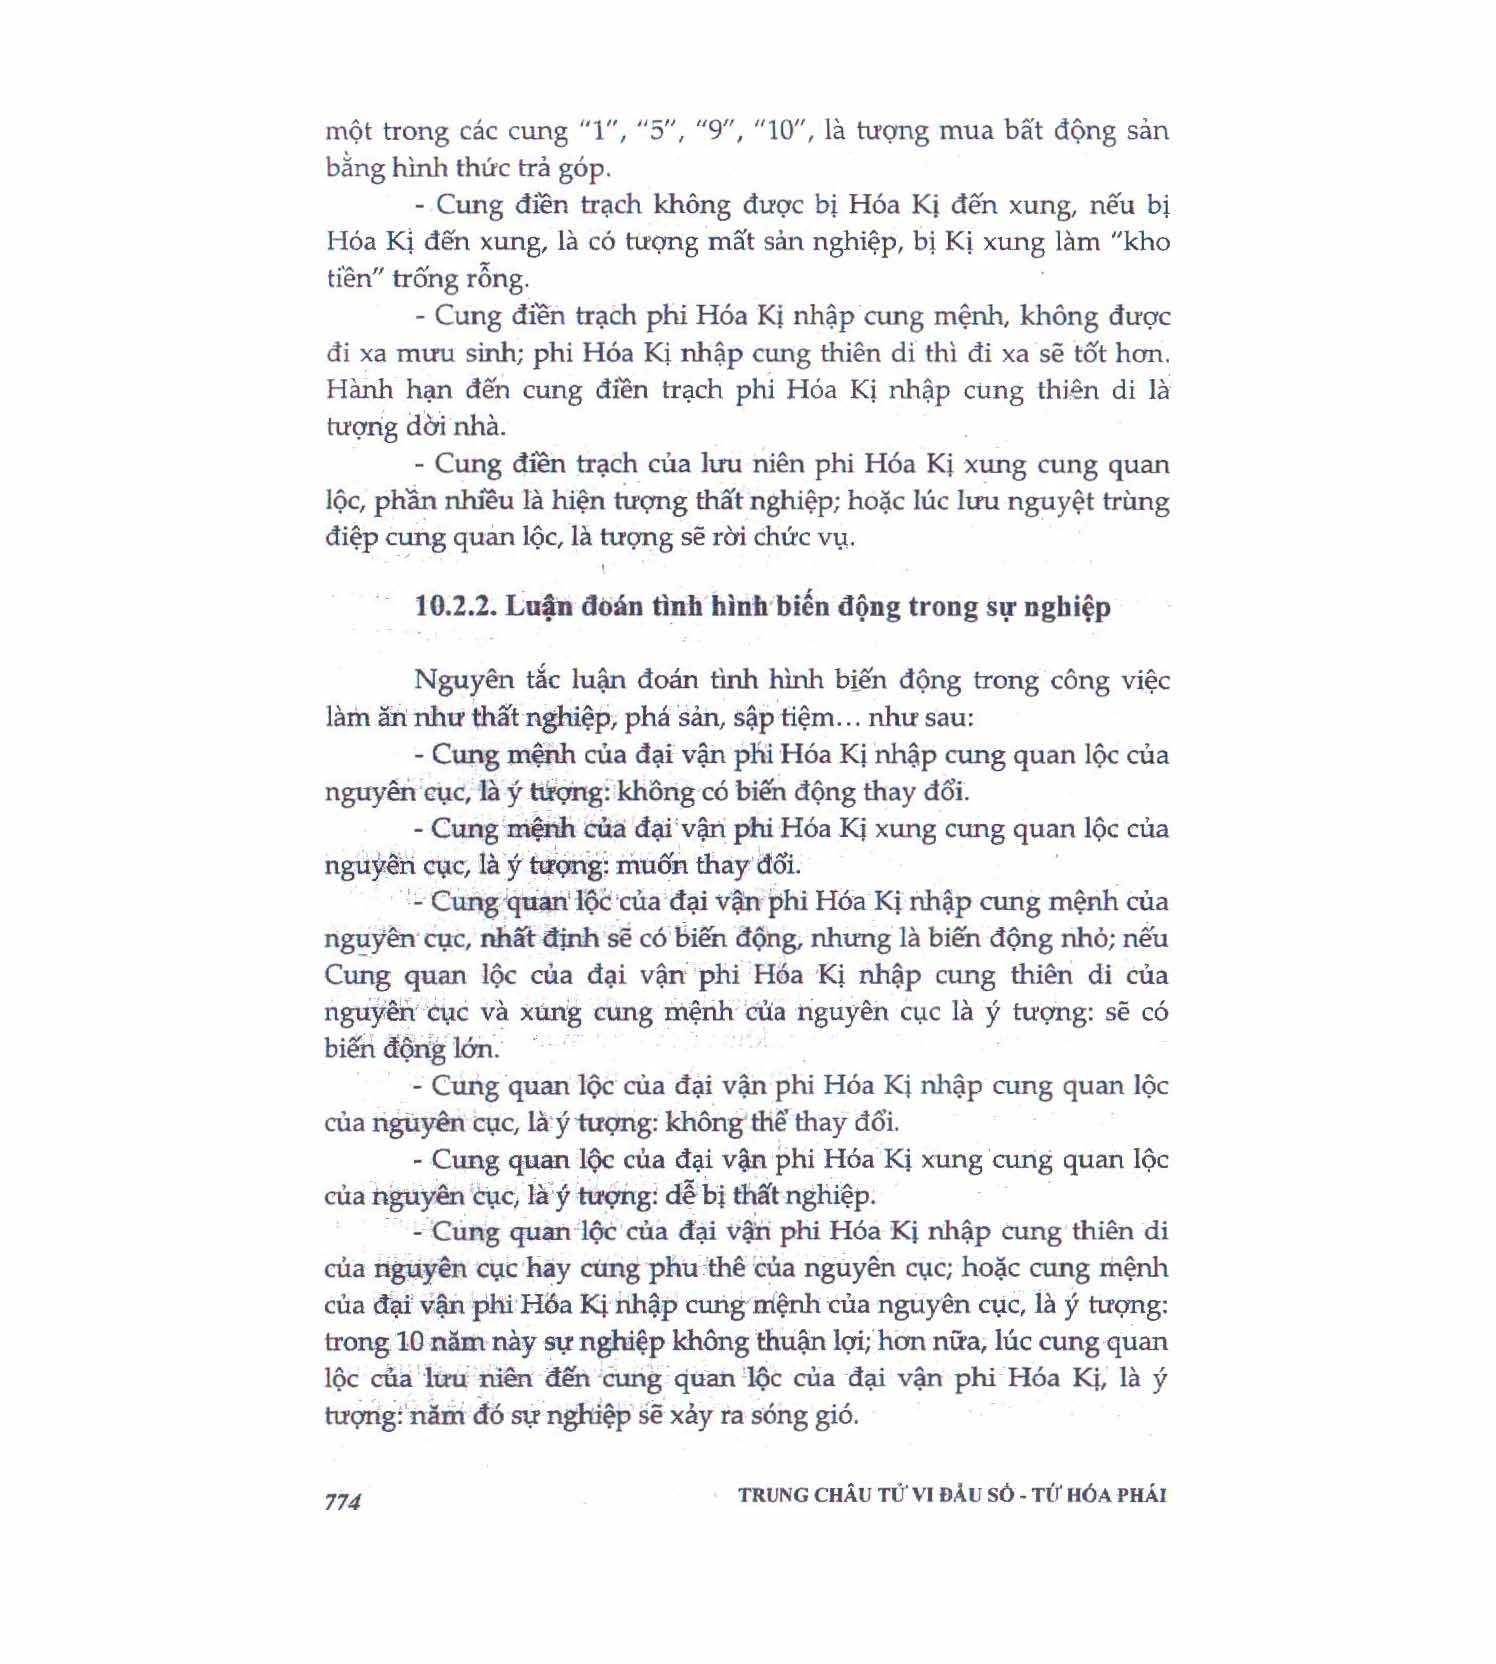 một trong các cung "1", "5", "9", "10", là tượng mua bất động sản
bằng hình thức trả góp.
- Cung điền trạch không được bị Hóa Kị đến xung, nếu bị
Hóa Kị đến xung, là có tượng mất sản nghiệp, bị Kị xung làm "kho
tiền" trống rỗng.
- Cung điền trạch phi Hóa Kị nhập cung mệnh, không được
đi xa mưu sinh; phi Hóa Kị nhập cung thiên di thì đi xa sẽ tốt hơn.
Hành hạn đến cung điền trạch phi Hóa Kị nhập cung thiên di là
tượng dời nhà.
- Cung điền trạch của lưu niên phi Hóa Kị xung cung quan
lộc, phần nhiều là hiện tượng thất nghiệp; hoặc lúc lưu nguyệt trùng
điệp cung quan lộc, là tượng sẽ rời chức vụ.
10.2.2. Luận đoán tình hình biến động trong sự nghiệp
Nguyên tắc luận đoán tình hình biến động trong công việc
làm ăn như thất nghiệp, phá sản, sập tiệm... như sau:
- Cung mệnh của đại vận phi Hóa Kị nhập cung quan lộc của
nguyên cục, là ý tượng: không có biến động thay đổi.
- Cung mệnh của đại vận phi Hóa Kị xung cung quan lộc của
nguyên cục, là ý tượng: muốn thay đổi.
- Cung quan lộc của đại vận phi Hóa Kị nhập cung mệnh của
nguyên cục, nhất định sẽ có biến động, nhưng là biến động nhỏ; nếu
Cung quan lộc của đại vận phi Hóa Kị nhập cung thiên di của
nguyên cục và xung cung mệnh của nguyên cục là ý tượng: sẽ có
biến động lớn.
- Cung quan lộc của đại vận phi Hóa Kị nhập cung quan lộc
của nguyên cục, là ý tượng: không thể thay đổi.
- Cung quan lộc của đại vận phi Hóa Kị xung cung quan lộc
của nguyên cục, là ý tượng: dễ bị thất nghiệp.
- Cung quan lộc của đại vận phi Hóa Kị nhập cung thiên di
của nguyên cục hay cung phu thê của nguyên cục; hoặc cung mệnh
của đại vận phi Hóa Kị nhập cung mệnh của nguyên cục, là ý tượng:
trong 10 năm này sự nghiệp không thuận lợi; hơn nữa, lúc cung quan
lộc của lưu niên đến cung quan lộc của đại vận phi Hóa Kị, là ý
tượng: năm đó sự nghiệp sẽ xảy ra sóng gió.
774
TRUNG CHÂU TỬ VI ĐẨU SỐ - TỨ HÓA PHÁI